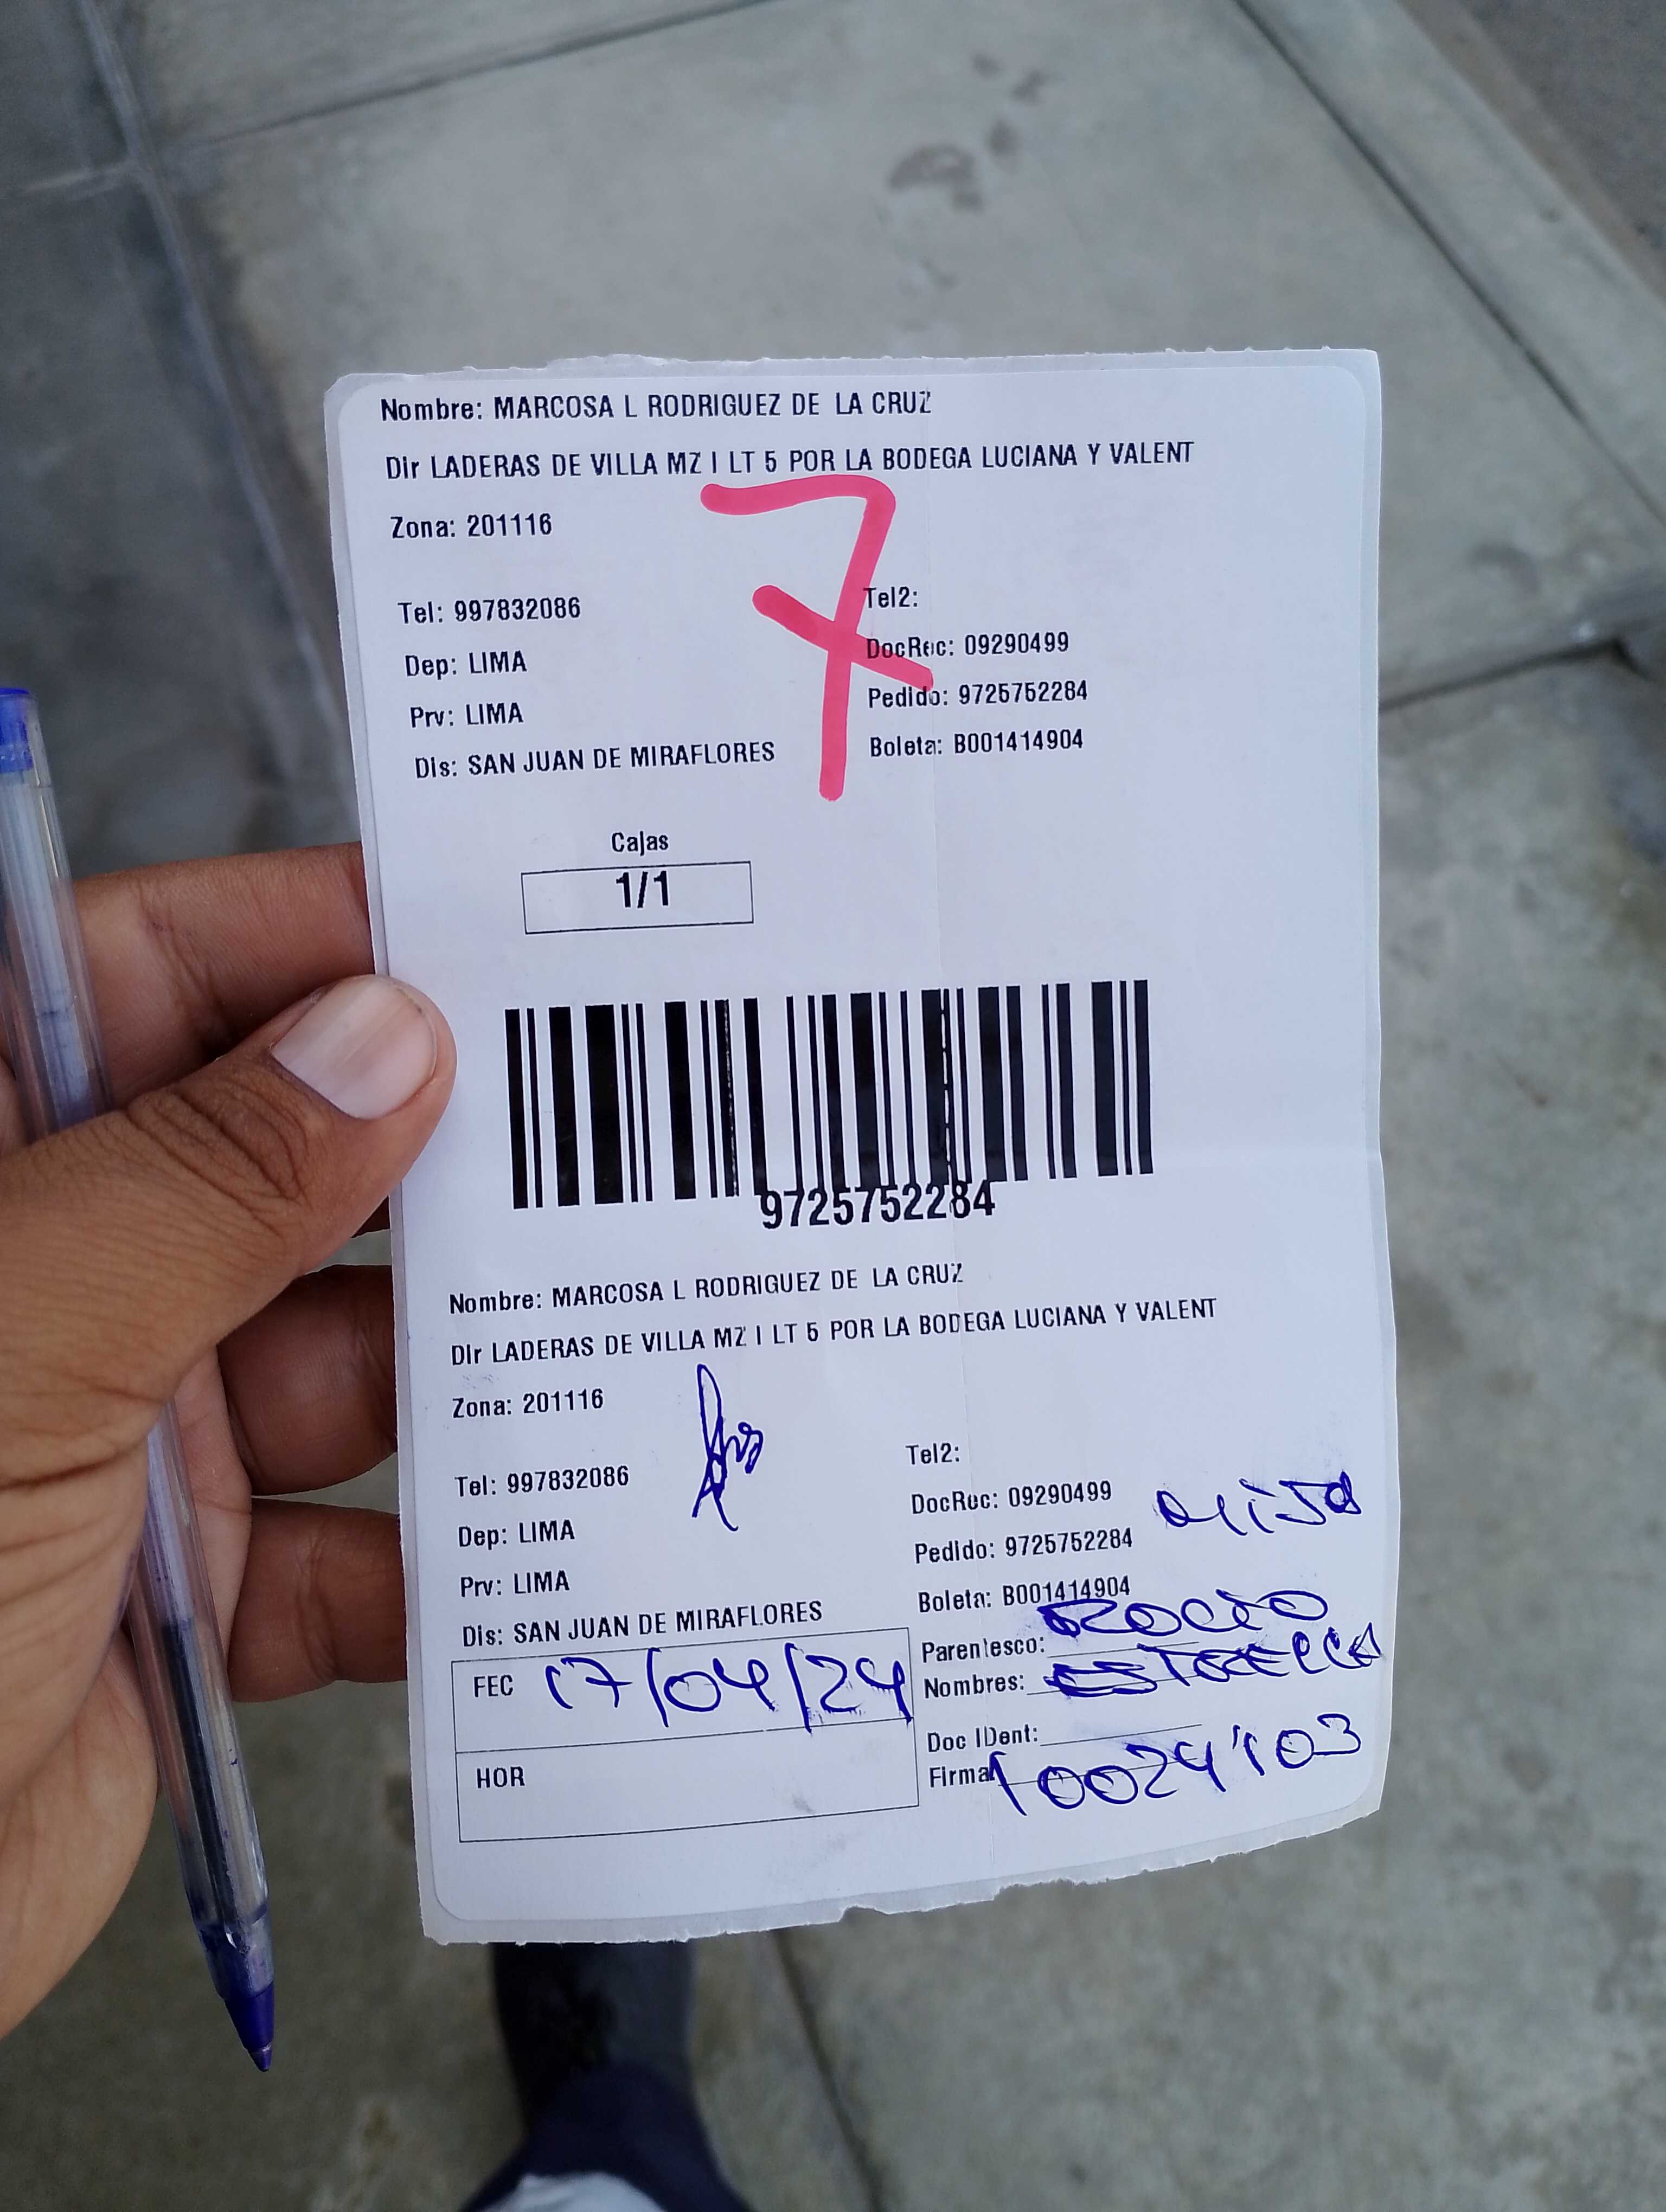 Nombre: MARCOSA L RODRIGUEZ DE LA CRUZ
Dir LADERAS DE VILLA MZ I LT 5 POR LA BODEGA LUCIANA Y VALENT
Zona: 201116
7
Tel: 997832086
Tel2:
Dep: LIMA
DocRec: 09290499
Prv: LIMA
Pedido: 9725752284
Dis: SAN JUAN DE MIRAFLORES
Boleta: B001414904
Cajas
1/1
9725752284
Nombre: MARCOSA L RODRIGUEZ DE LA CRUZ
Dir LADERAS DE VILLA MZ I LT 5 POR LA BODEGA LUCIANA Y VALENT
Zona: 201116
Tel: 997832086
Tel2:
Dep: LIMA
DocRec: 09290499
Prv: LIMA
Pedido: 9725752284
Dis: SAN JUAN DE MIRAFLORES
Boleta: B001414904
FEC 17/04/24
HOR
Parentesco: ROCIO
Nombres:
Doc IDent:
Firma 10024103